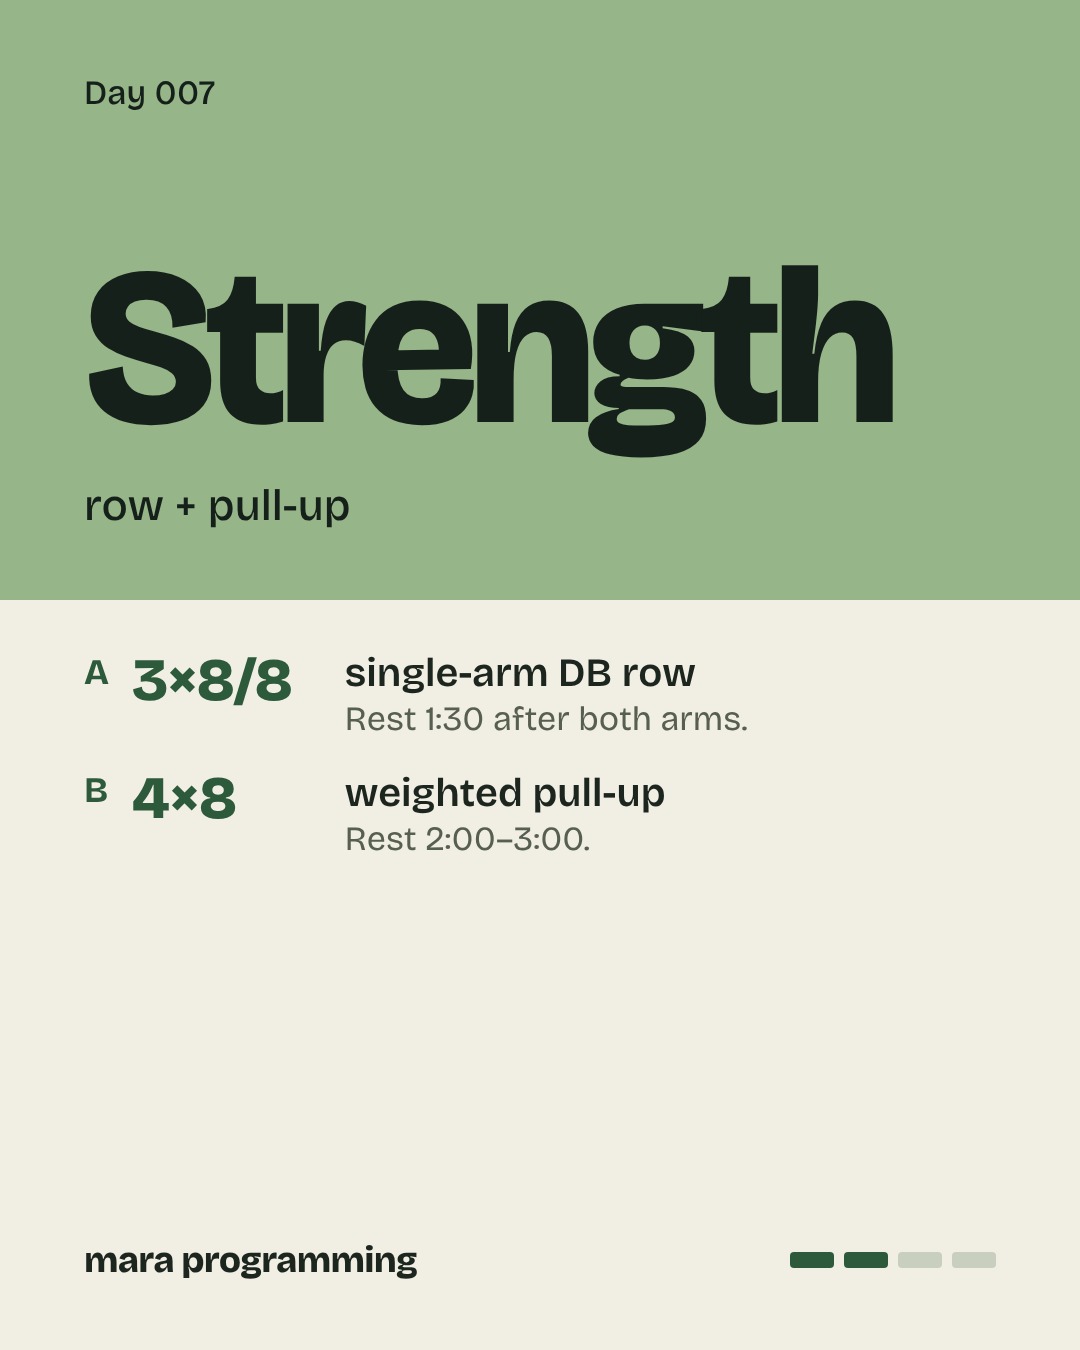 Day 007
Strength
row + pull-up
A 3×8/8 single-arm DB row
Rest 1:30 after both arms.
B 4×8 weighted pull-up
Rest 2:00–3:00.
mara programming